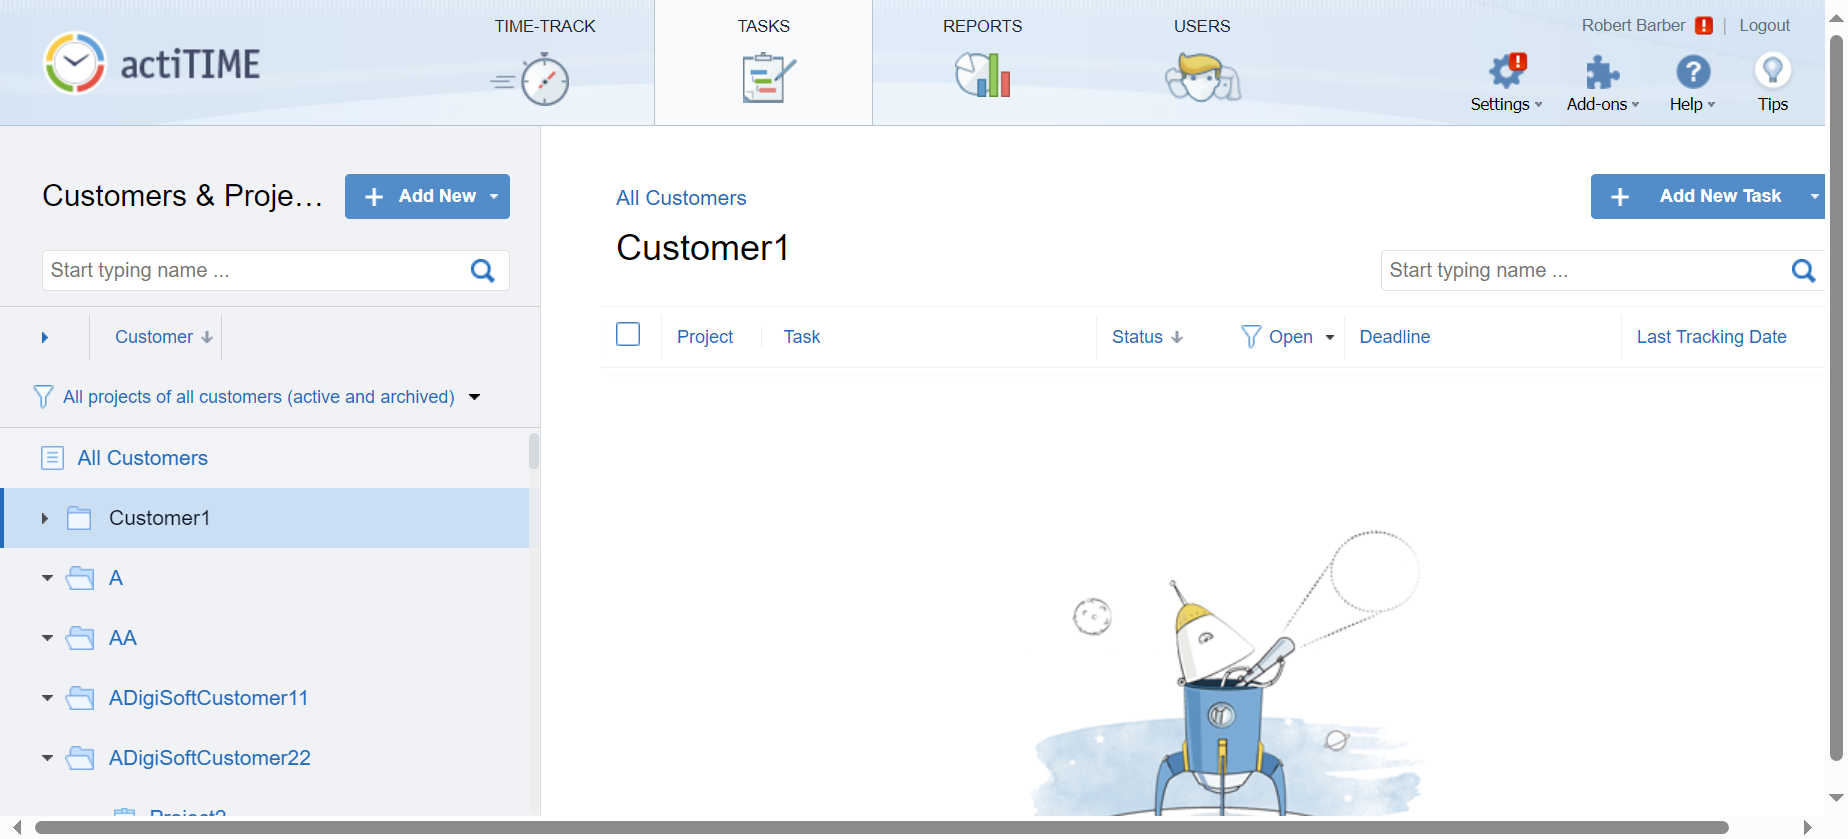 TIME-TRACK
TASKS
REPORTS
USERS
Robert Barber ! | Logout
actiTIME
!
Settings
Add-ons
?
Help
Tips
Customers & Proje...
+ Add New
Start typing name ...
Customer
All projects of all customers (active and archived)
All Customers
Customer1
A
AA
ADigiSoftCustomer11
ADigiSoftCustomer22
Project2
All Customers
+ Add New Task
Customer1
Start typing name ...
Project
Task
Status
Open
Deadline
Last Tracking Date